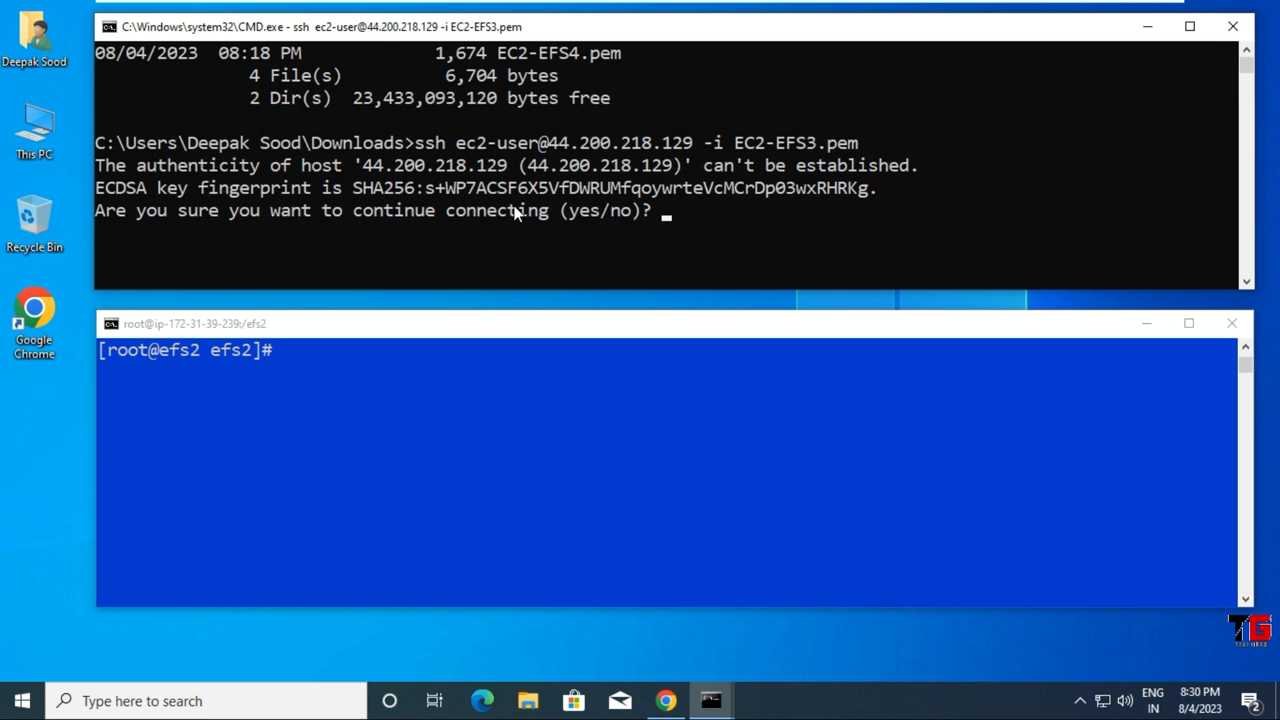 Deepak Sood
This PC
Recycle Bin
Google
Chrome
C:\Windows\system32\CMD.exe - ssh ec2-user@44.200.218.129 -i EC2-EFS3.pem
08/04/2023 08:18 PM 1,674 EC2-EFS4.pem
4 File(s) 6,704 bytes
2 Dir(s) 23,433,093,120 bytes free
C:\Users\Deepak Sood\Downloads>ssh ec2-user@44.200.218.129 -i EC2-EFS3.pem
The authenticity of host '44.200.218.129 (44.200.218.129)' can't be established.
ECDSA key fingerprint is SHA256:s+WP7ACSF6X5VfDWRUMfqoywrteVcMCrDp03wxRHRKg.
Are you sure you want to continue connecting (yes/no)?
root@ip-172-31-39-239:/efs2
[root@efs2 efs2]#
TG
Type here to search
ENG
IN
8:30 PM
8/4/2023
2